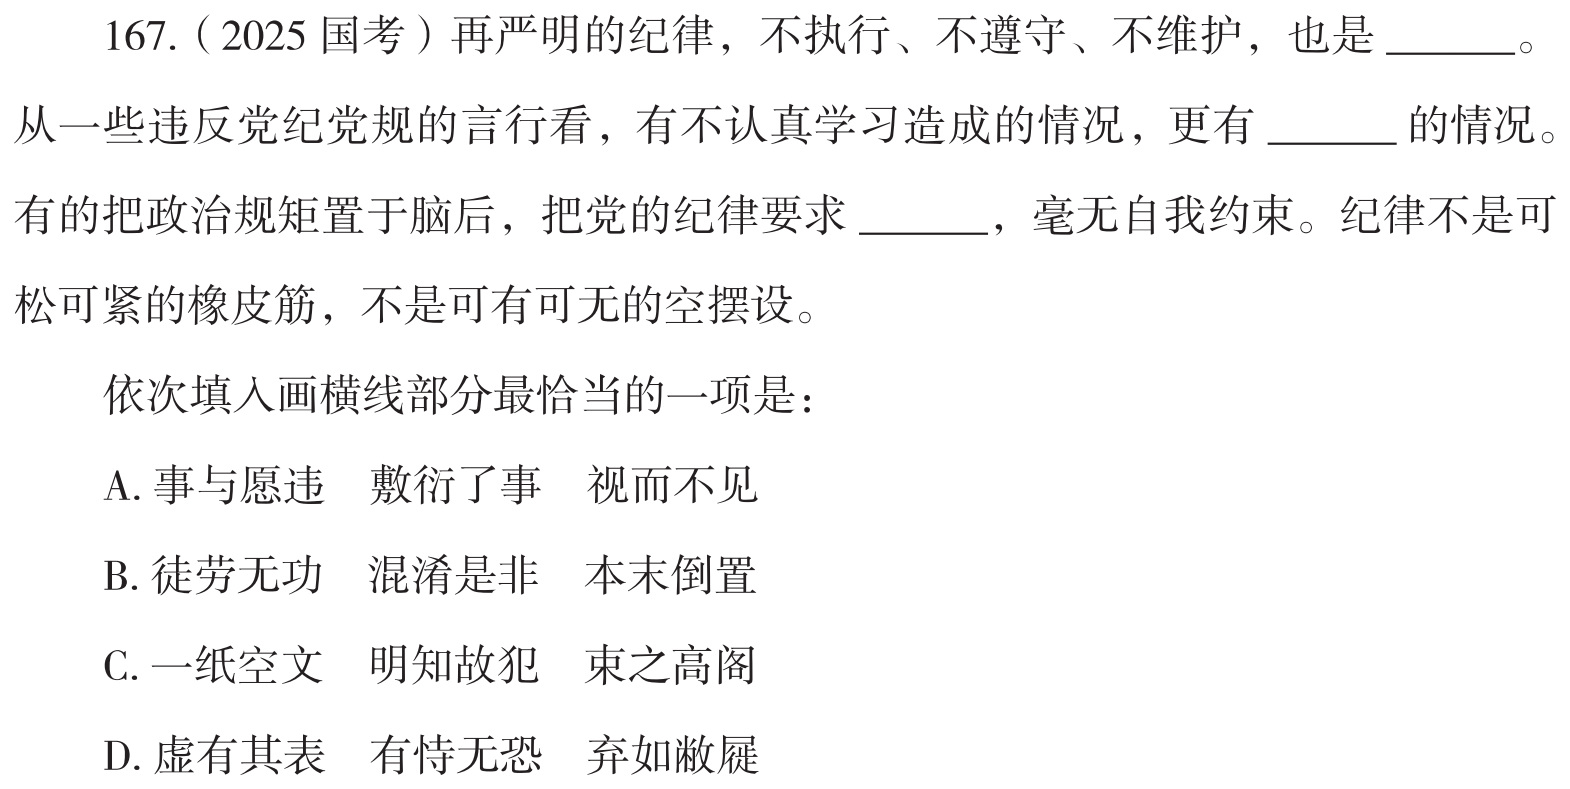 167.（2025 国考）再严明的纪律，不执行、不遵守、不维护，也是 ______。
从一些违反党纪党规的言行看，有不认真学习造成的情况，更有 ______ 的情况。
有的把政治规矩置于脑后，把党的纪律要求 ______，毫无自我约束。纪律不是可
松可紧的橡皮筋，不是可有可无的空摆设。
依次填入画横线部分最恰当的一项是：
A. 事与愿违　敷衍了事　视而不见
B. 徒劳无功　混淆是非　本末倒置
C. 一纸空文　明知故犯　束之高阁
D. 虚有其表　有恃无恐　弃如敝屣